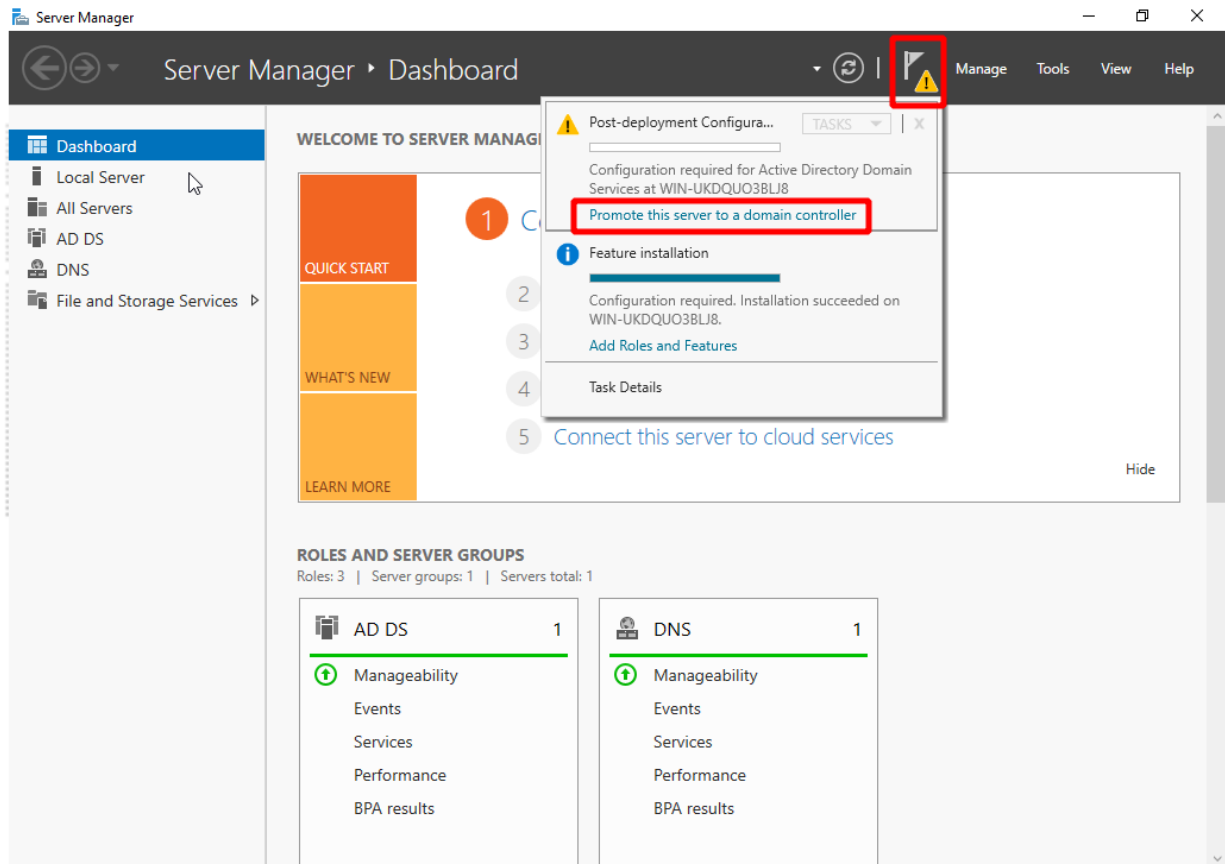 Server Manager
Server Manager • Dashboard
Manage Tools View Help
Dashboard
Local Server
All Servers
AD DS
DNS
File and Storage Services
WELCOME TO SERVER MANAG
QUICK START
WHAT'S NEW
LEARN MORE
1
2
3
4
5 Connect this server to cloud services
Hide
Post-deployment Configura...
TASKS
X
Configuration required for Active Directory Domain
Services at WIN-UKDQUO3BLJ8
Promote this server to a domain controller
Feature installation
Configuration required. Installation succeeded on
WIN-UKDQUO3BLJ8.
Add Roles and Features
Task Details
ROLES AND SERVER GROUPS
Roles: 3 | Server groups: 1 | Servers total: 1
AD DS 1
Manageability
Events
Services
Performance
BPA results
DNS 1
Manageability
Events
Services
Performance
BPA results